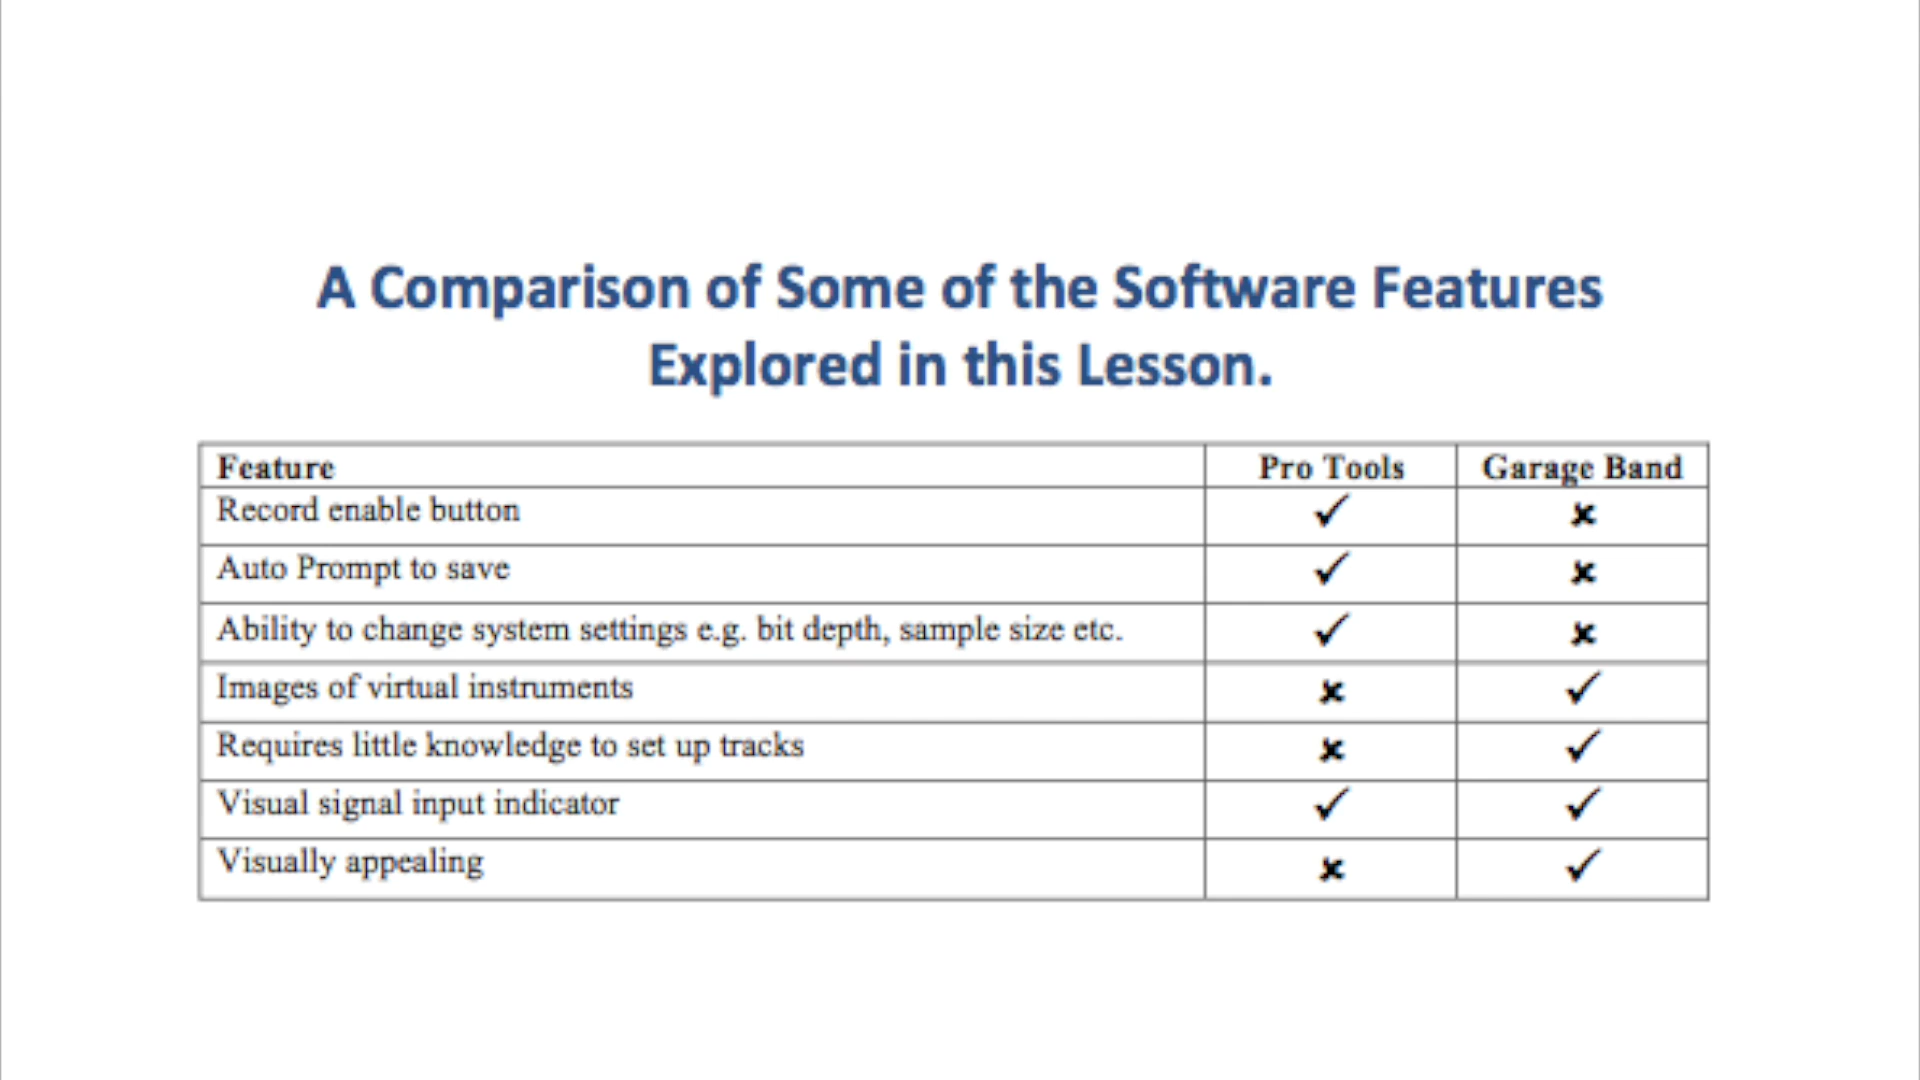 A Comparison of Some of the Software Features
Explored in this Lesson.
Feature Pro Tools Garage Band
Record enable button ✓ ✗
Auto Prompt to save ✓ ✗
Ability to change system settings e.g. bit depth, sample size etc. ✓ ✗
Images of virtual instruments ✗ ✓
Requires little knowledge to set up tracks ✗ ✓
Visual signal input indicator ✓ ✓
Visually appealing ✗ ✓